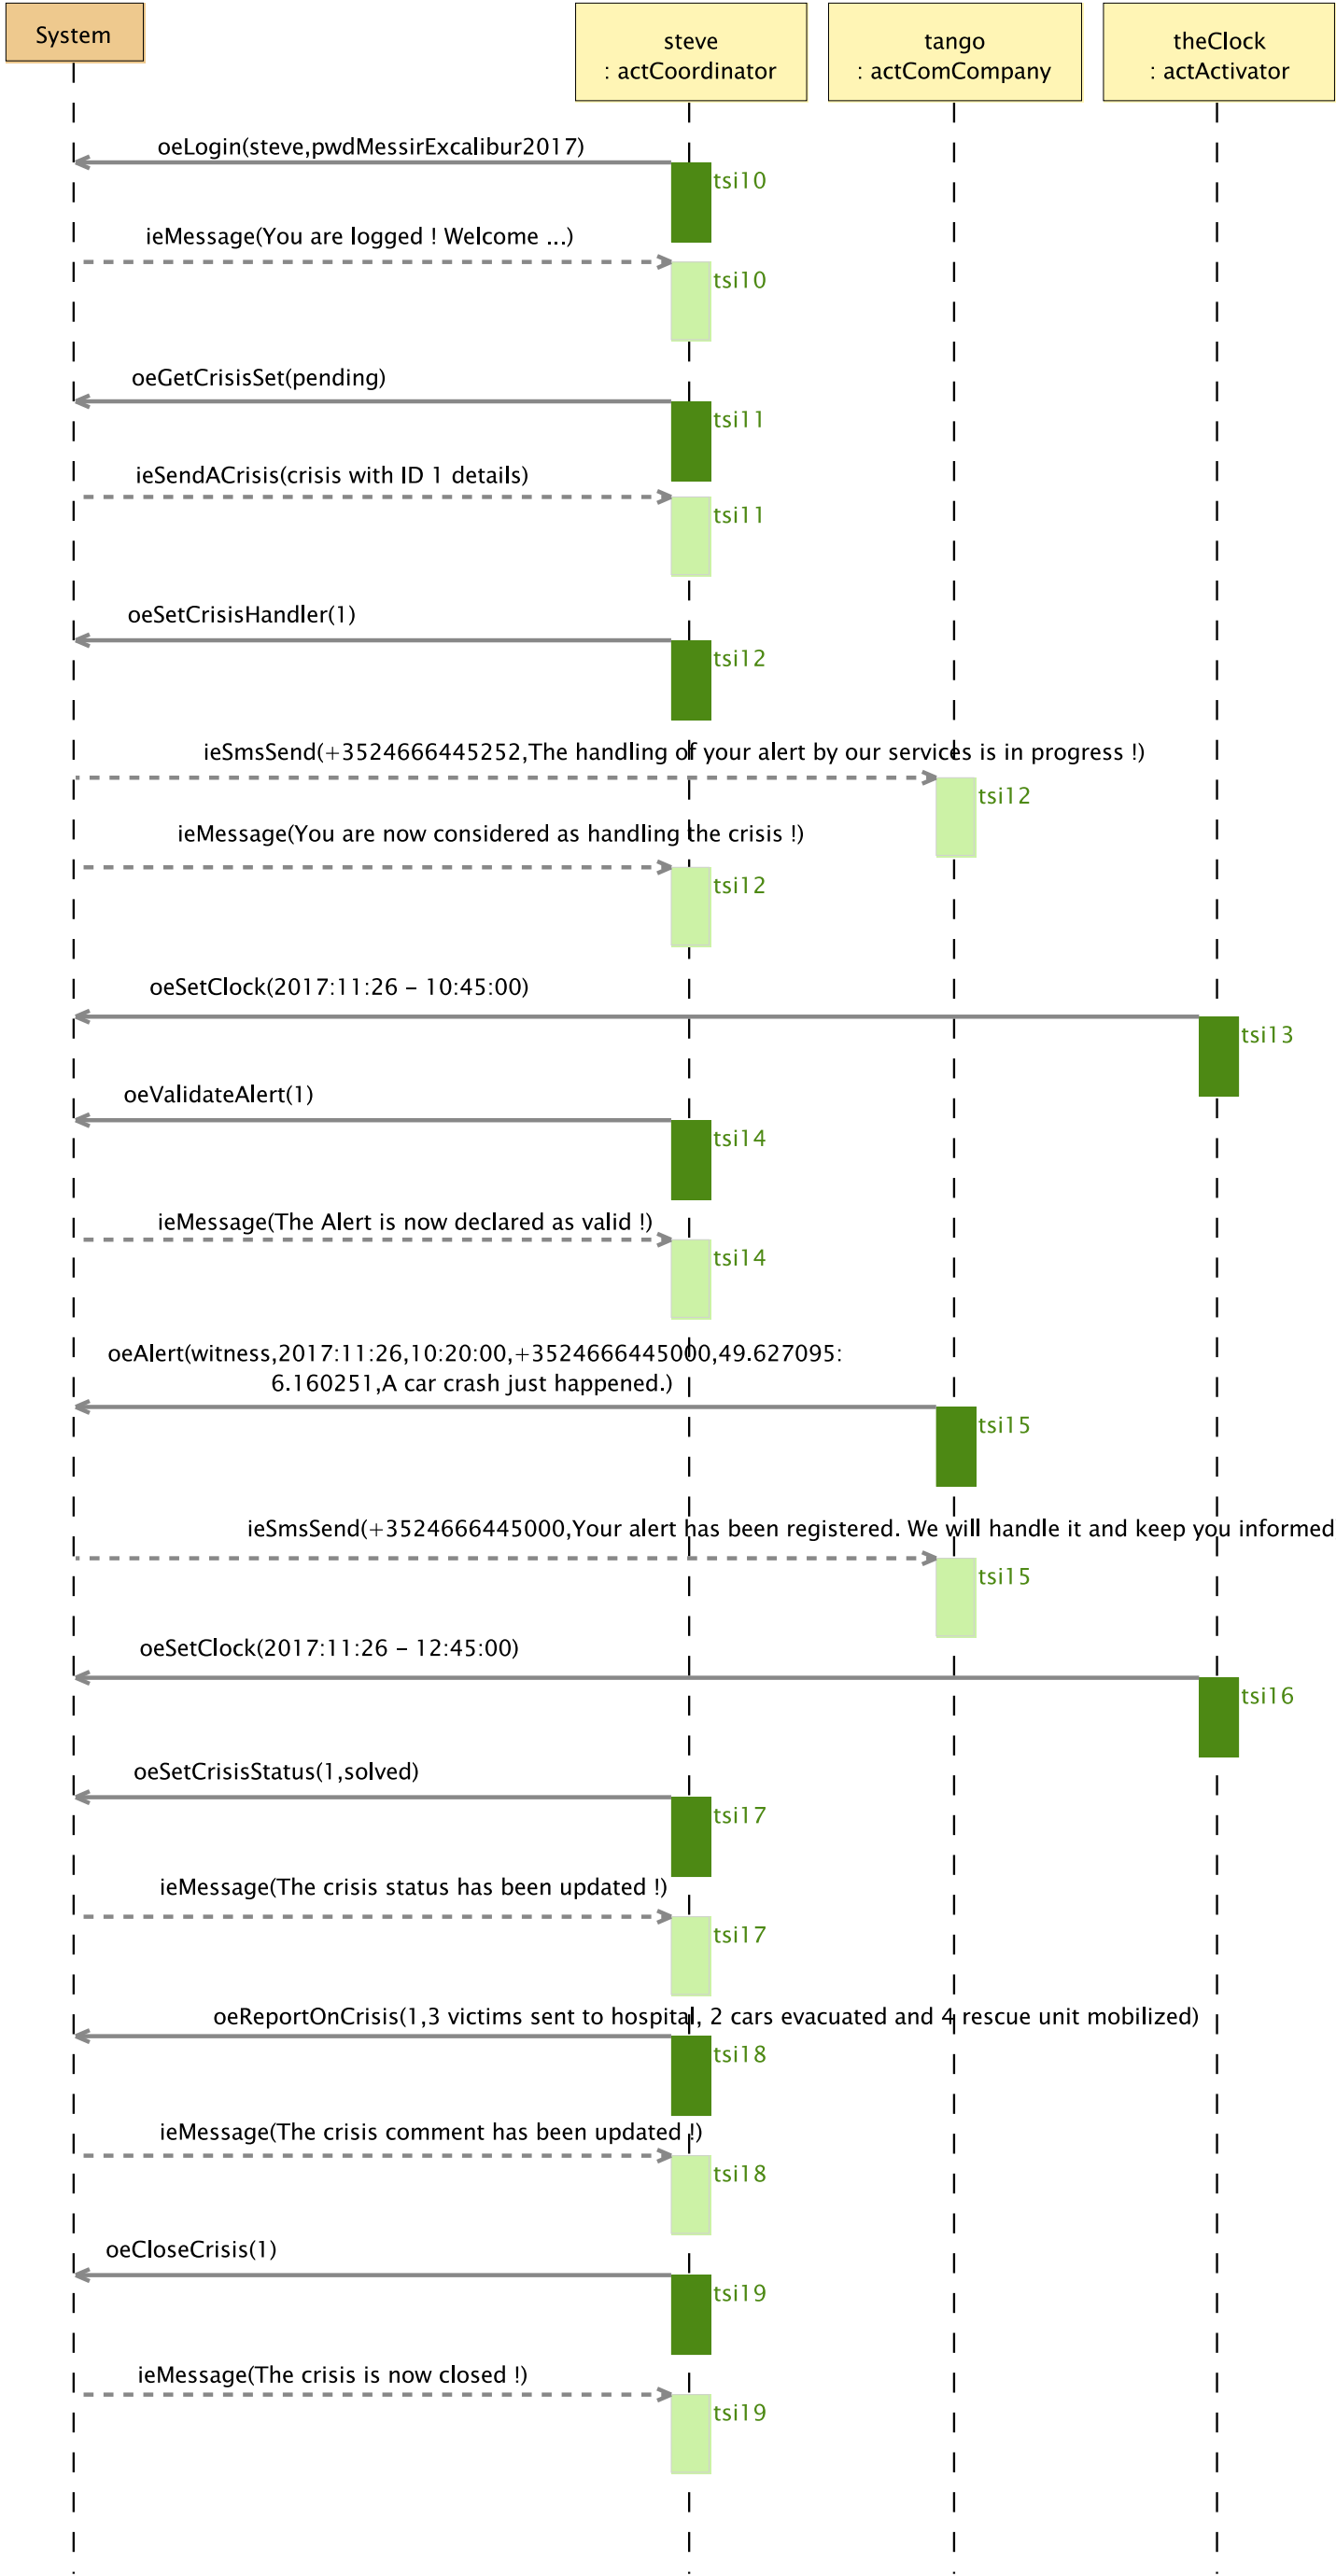 System
steve
: actCoordinator
tango
: actComCompany
theClock
: actActivator
oeLogin(steve,pwdMessirExcalibur2017)
tsi10
ieMessage(You are logged ! Welcome ...)
tsi10
oeGetCrisisSet(pending)
tsi11
ieSendACrisis(crisis with ID 1 details)
tsi11
oeSetCrisisHandler(1)
tsi12
ieSmsSend(+3524666445252,The handling of your alert by our services is in progress !)
tsi12
ieMessage(You are now considered as handling the crisis !)
tsi12
oeSetClock(2017:11:26 - 10:45:00)
tsi13
oeValidateAlert(1)
tsi14
ieMessage(The Alert is now declared as valid !)
tsi14
oeAlert(witness,2017:11:26,10:20:00,+3524666445000,49.627095:
6.160251,A car crash just happened.)
tsi15
ieSmsSend(+3524666445000,Your alert has been registered. We will handle it and keep you informed
tsi15
oeSetClock(2017:11:26 - 12:45:00)
tsi16
oeSetCrisisStatus(1,solved)
tsi17
ieMessage(The crisis status has been updated !)
tsi17
oeReportOnCrisis(1,3 victims sent to hospital, 2 cars evacuated and 4 rescue unit mobilized)
tsi18
ieMessage(The crisis comment has been updated !)
tsi18
oeCloseCrisis(1)
tsi19
ieMessage(The crisis is now closed !)
tsi19